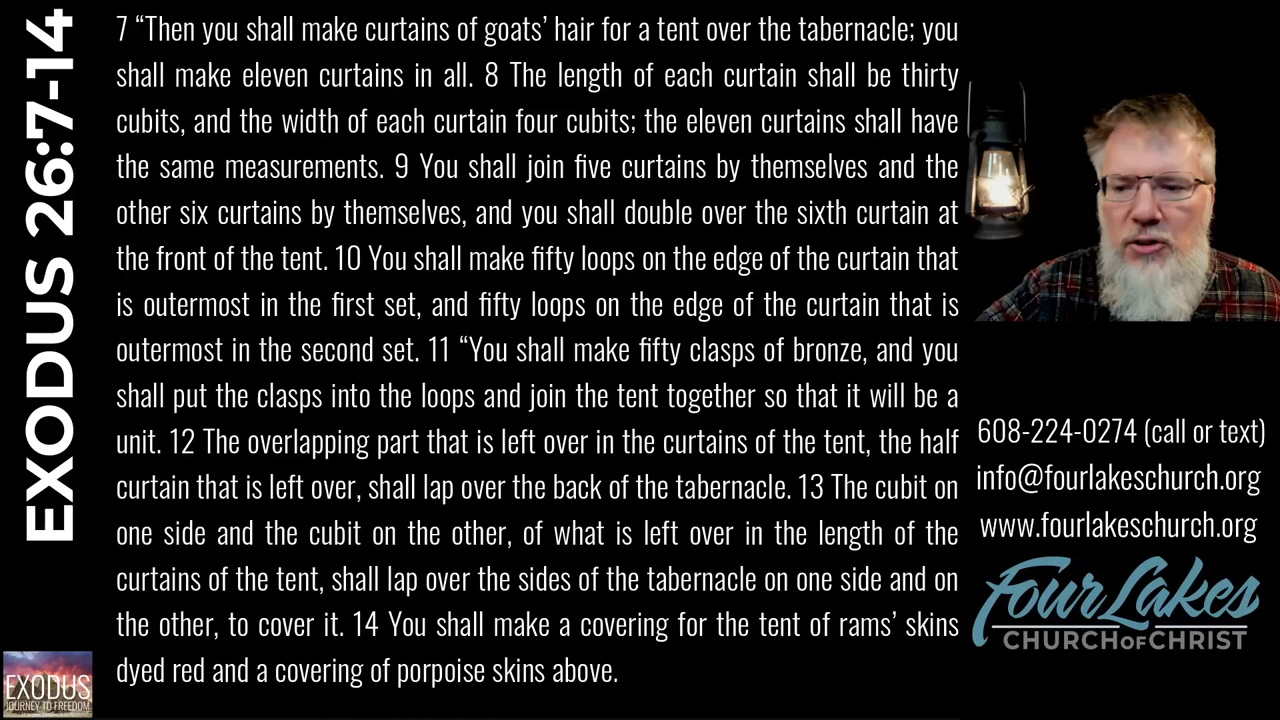 EXODUS 26:7-14
7 “Then you shall make curtains of goats’ hair for a tent over the tabernacle; you
shall make eleven curtains in all. 8 The length of each curtain shall be thirty
cubits, and the width of each curtain four cubits; the eleven curtains shall have
the same measurements. 9 You shall join five curtains by themselves and the
other six curtains by themselves, and you shall double over the sixth curtain at
the front of the tent. 10 You shall make fifty loops on the edge of the curtain that
is outermost in the first set, and fifty loops on the edge of the curtain that is
outermost in the second set. 11 “You shall make fifty clasps of bronze, and you
shall put the clasps into the loops and join the tent together so that it will be a
unit. 12 The overlapping part that is left over in the curtains of the tent, the half
curtain that is left over, shall lap over the back of the tabernacle. 13 The cubit on
one side and the cubit on the other, of what is left over in the length of the
curtains of the tent, shall lap over the sides of the tabernacle on one side and on
the other, to cover it. 14 You shall make a covering for the tent of rams’ skins
dyed red and a covering of porpoise skins above.
608-224-0274 (call or text)
info@fourlakeschurch.org
www.fourlakeschurch.org
Four Lakes
CHURCH OF CHRIST
EXODUS
JOURNEY TO FREEDOM